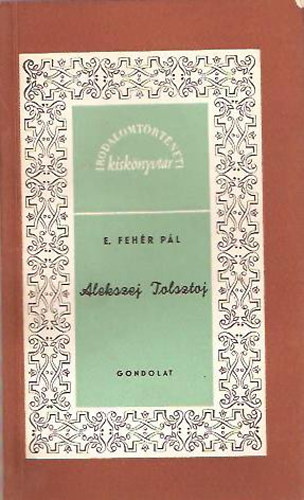 IRODALOMTÖRTÉNETI
kiskönyvtár
E. FEHÉR PÁL
Alekszej Tolsztoj
GONDOLAT